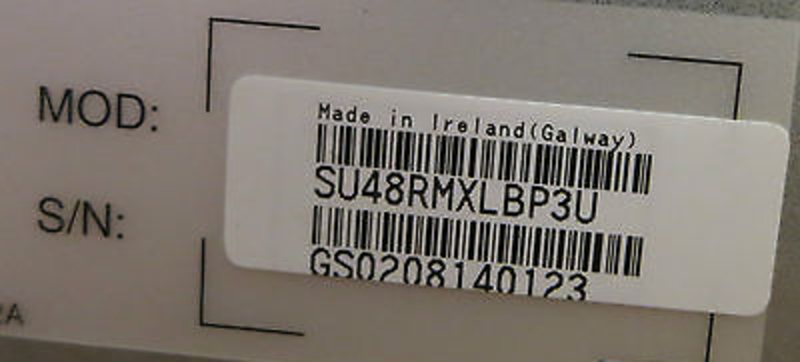 MOD:
Made in Ireland(Galway)
SU48RMXLBP3U
S/N:
GS0208140123